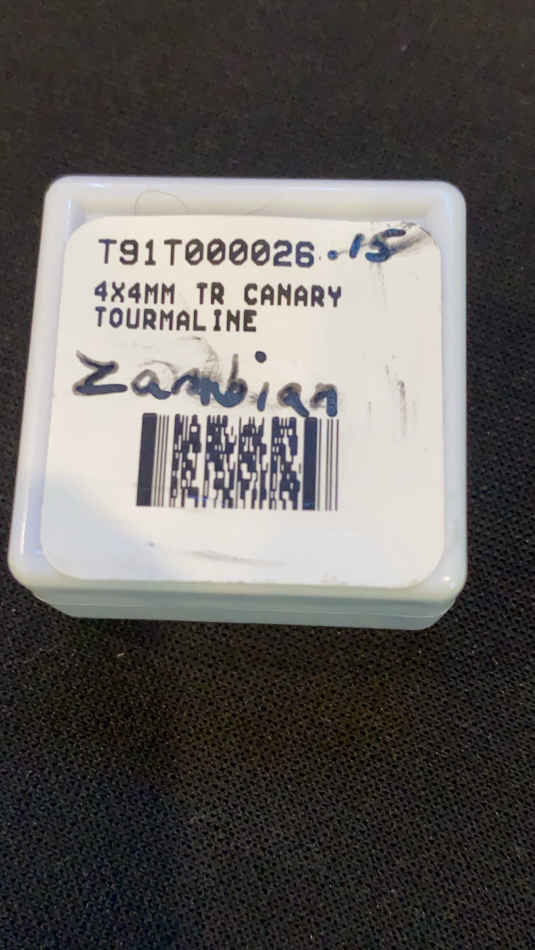 T91T000026 .15
4X4MM TR CANARY
TOURMALINE
Zambian